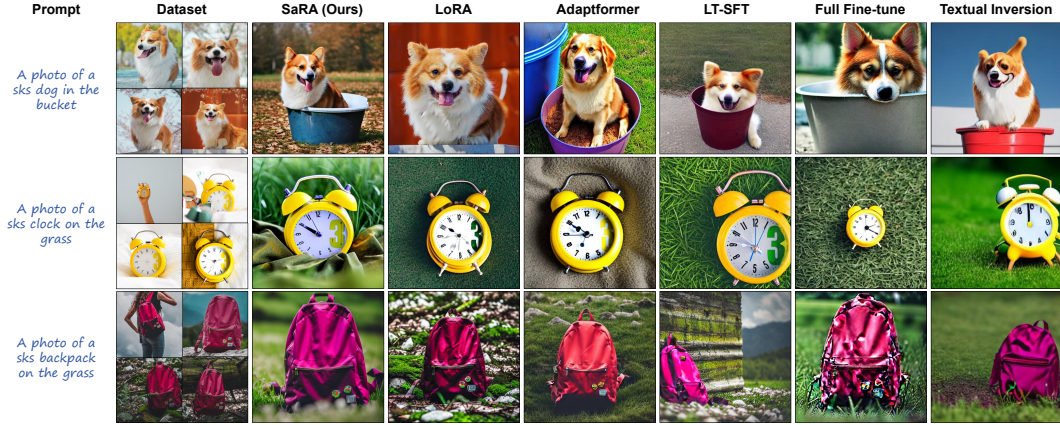 Prompt Dataset SaRA (Ours) LoRA Adaptformer LT-SFT Full Fine-tune Textual Inversion
A photo of a
sks dog in the
bucket
A photo of a
sks clock on the
grass
A photo of a
sks backpack
on the grass